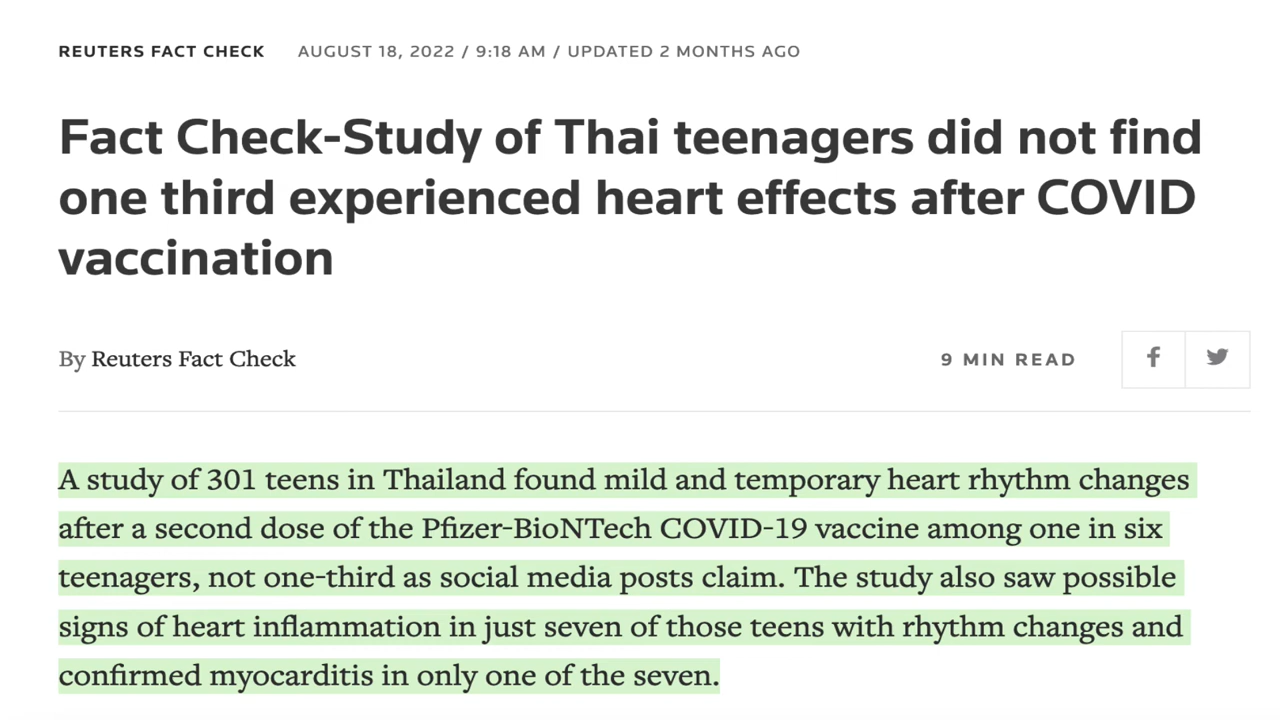 REUTERS FACT CHECK AUGUST 18, 2022 / 9:18 AM / UPDATED 2 MONTHS AGO
Fact Check-Study of Thai teenagers did not find
one third experienced heart effects after COVID
vaccination
By Reuters Fact Check
9 MIN READ
A study of 301 teens in Thailand found mild and temporary heart rhythm changes
after a second dose of the Pfizer-BioNTech COVID-19 vaccine among one in six
teenagers, not one-third as social media posts claim. The study also saw possible
signs of heart inflammation in just seven of those teens with rhythm changes and
confirmed myocarditis in only one of the seven.